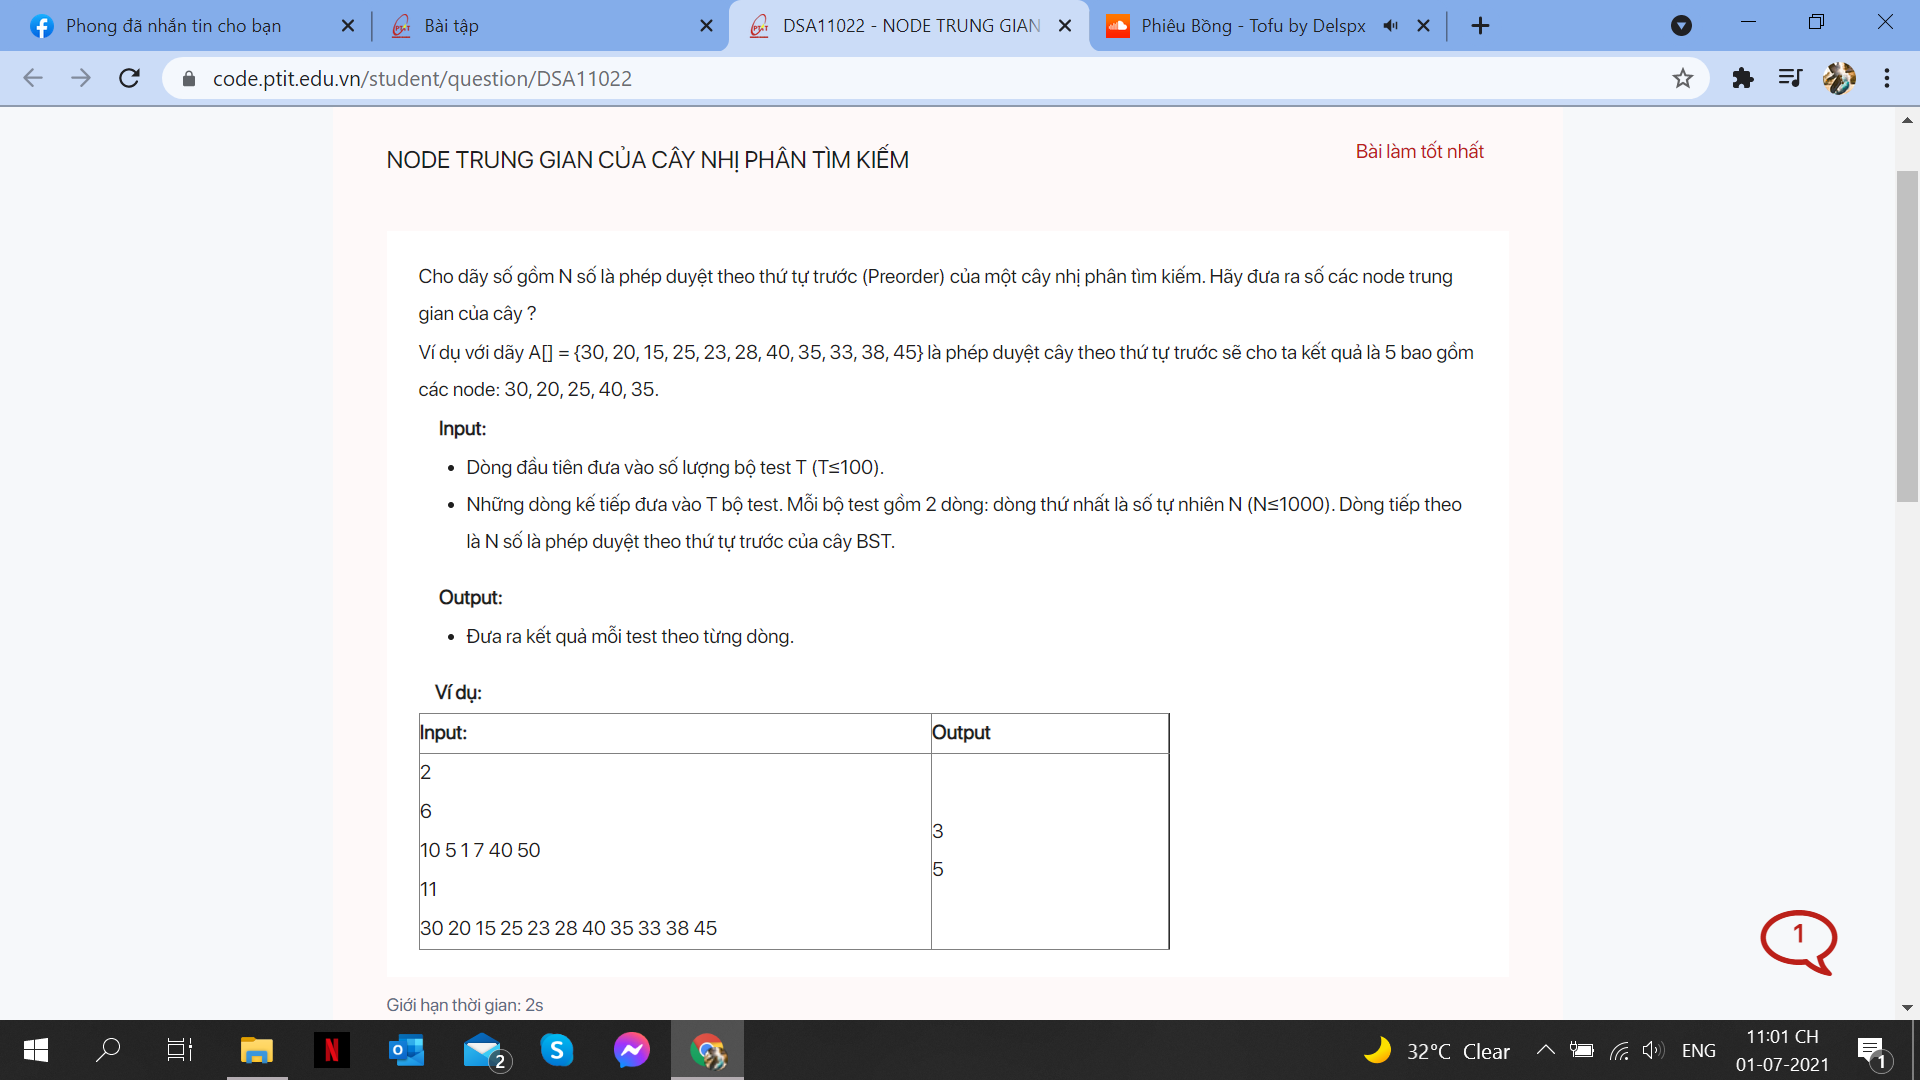 Phong đã nhắn tin cho bạn
Bài tập
DSA11022 - NODE TRUNG GIAN
Phiêu Bồng - Tofu by Delspx
code.ptit.edu.vn/student/question/DSA11022
NODE TRUNG GIAN CỦA CÂY NHỊ PHÂN TÌM KIẾM
Bài làm tốt nhất
Cho dãy số gồm N số là phép duyệt theo thứ tự trước (Preorder) của một cây nhị phân tìm kiếm. Hãy đưa ra số các node trung
gian của cây ?
Ví dụ với dãy A[] = {30, 20, 15, 25, 23, 28, 40, 35, 33, 38, 45} là phép duyệt cây theo thứ tự trước sẽ cho ta kết quả là 5 bao gồm
các node: 30, 20, 25, 40, 35.
Input:
• Dòng đầu tiên đưa vào số lượng bộ test T (T≤100).
• Những dòng kế tiếp đưa vào T bộ test. Mỗi bộ test gồm 2 dòng: dòng thứ nhất là số tự nhiên N (N≤1000). Dòng tiếp theo
là N số là phép duyệt theo thứ tự trước của cây BST.
Output:
• Đưa ra kết quả mỗi test theo từng dòng.
Ví dụ:
Input:
Output
2
6
10 5 1 7 40 50
11
30 20 15 25 23 28 40 35 33 38 45
3
5
1
Giới hạn thời gian: 2s
N
2
S
32°C Clear
ENG
11:01 CH
01-07-2021
1